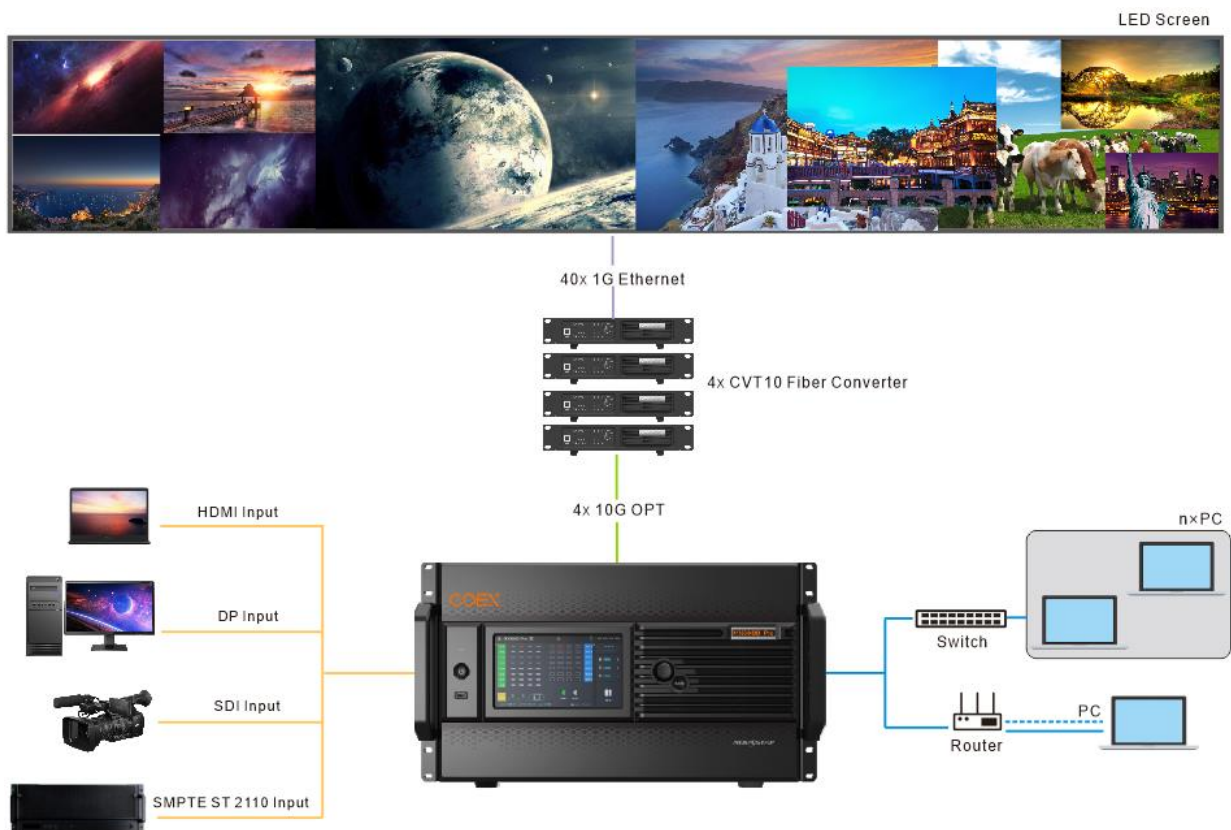 LED Screen
40x 1G Ethernet
4x CVT10 Fiber Converter
4x 10G OPT
HDMI Input
n×PC
COEX
DP Input
Switch
SDI Input
PC
Router
SMPTE ST 2110 Input